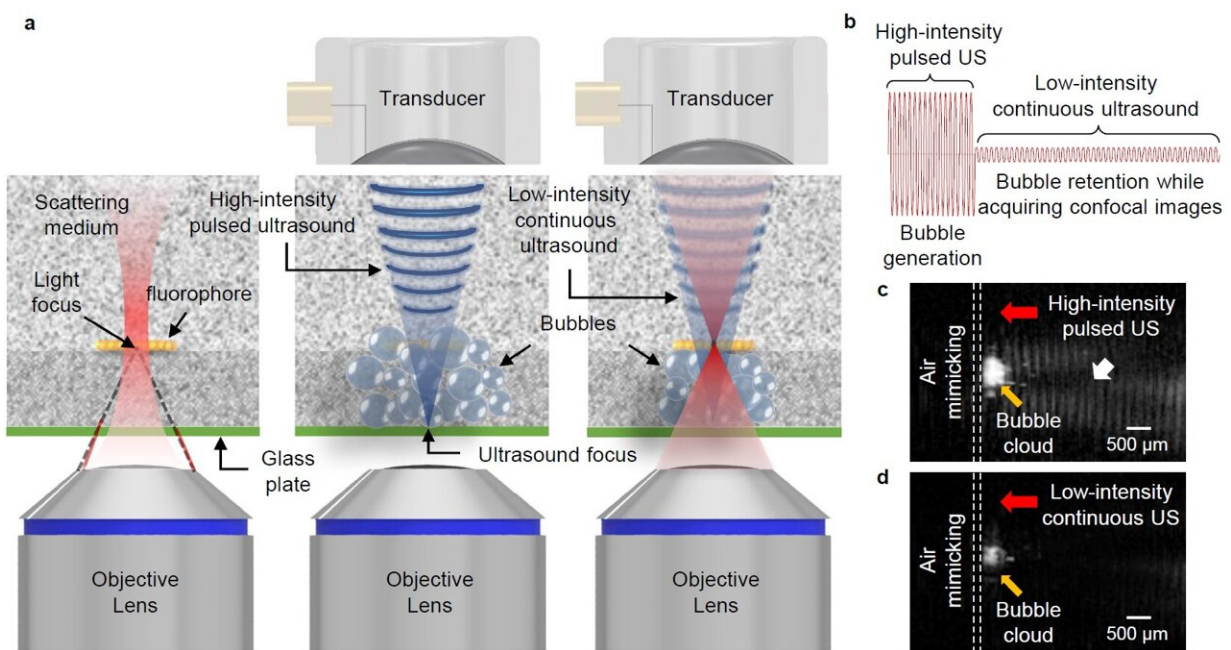 a
Transducer
Transducer
Scattering
medium
High-intensity
pulsed ultrasound
Low-intensity
continuous
ultrasound
Light
focus
fluorophore
Bubbles
Glass
plate
Ultrasound focus
Objective
Lens
Objective
Lens
Objective
Lens
b
High-intensity
pulsed US
Low-intensity
continuous ultrasound
Bubble retention while
acquiring confocal images
Bubble
generation
c
Air
mimicking
High-intensity
pulsed US
Bubble
cloud
500 µm
d
Air
mimicking
Low-intensity
continuous US
Bubble
cloud
500 µm